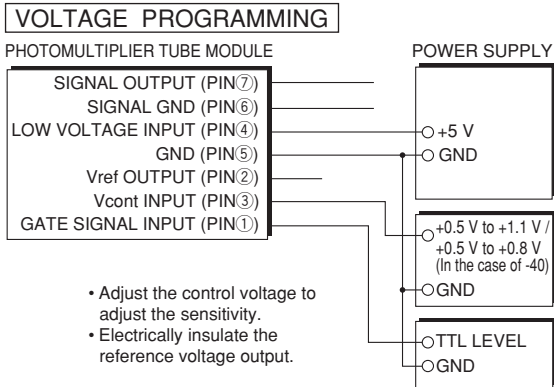 VOLTAGE PROGRAMMING
PHOTOMULTIPLIER TUBE MODULE
POWER SUPPLY
SIGNAL OUTPUT (PIN⑦)
SIGNAL GND (PIN⑥)
LOW VOLTAGE INPUT (PIN④)
GND (PIN⑤)
Vref OUTPUT (PIN②)
Vcont INPUT (PIN③)
GATE SIGNAL INPUT (PIN①)
+5 V
GND
+0.5 V to +1.1 V /
+0.5 V to +0.8 V
(In the case of -40)
GND
TTL LEVEL
GND
• Adjust the control voltage to
adjust the sensitivity.
• Electrically insulate the
reference voltage output.